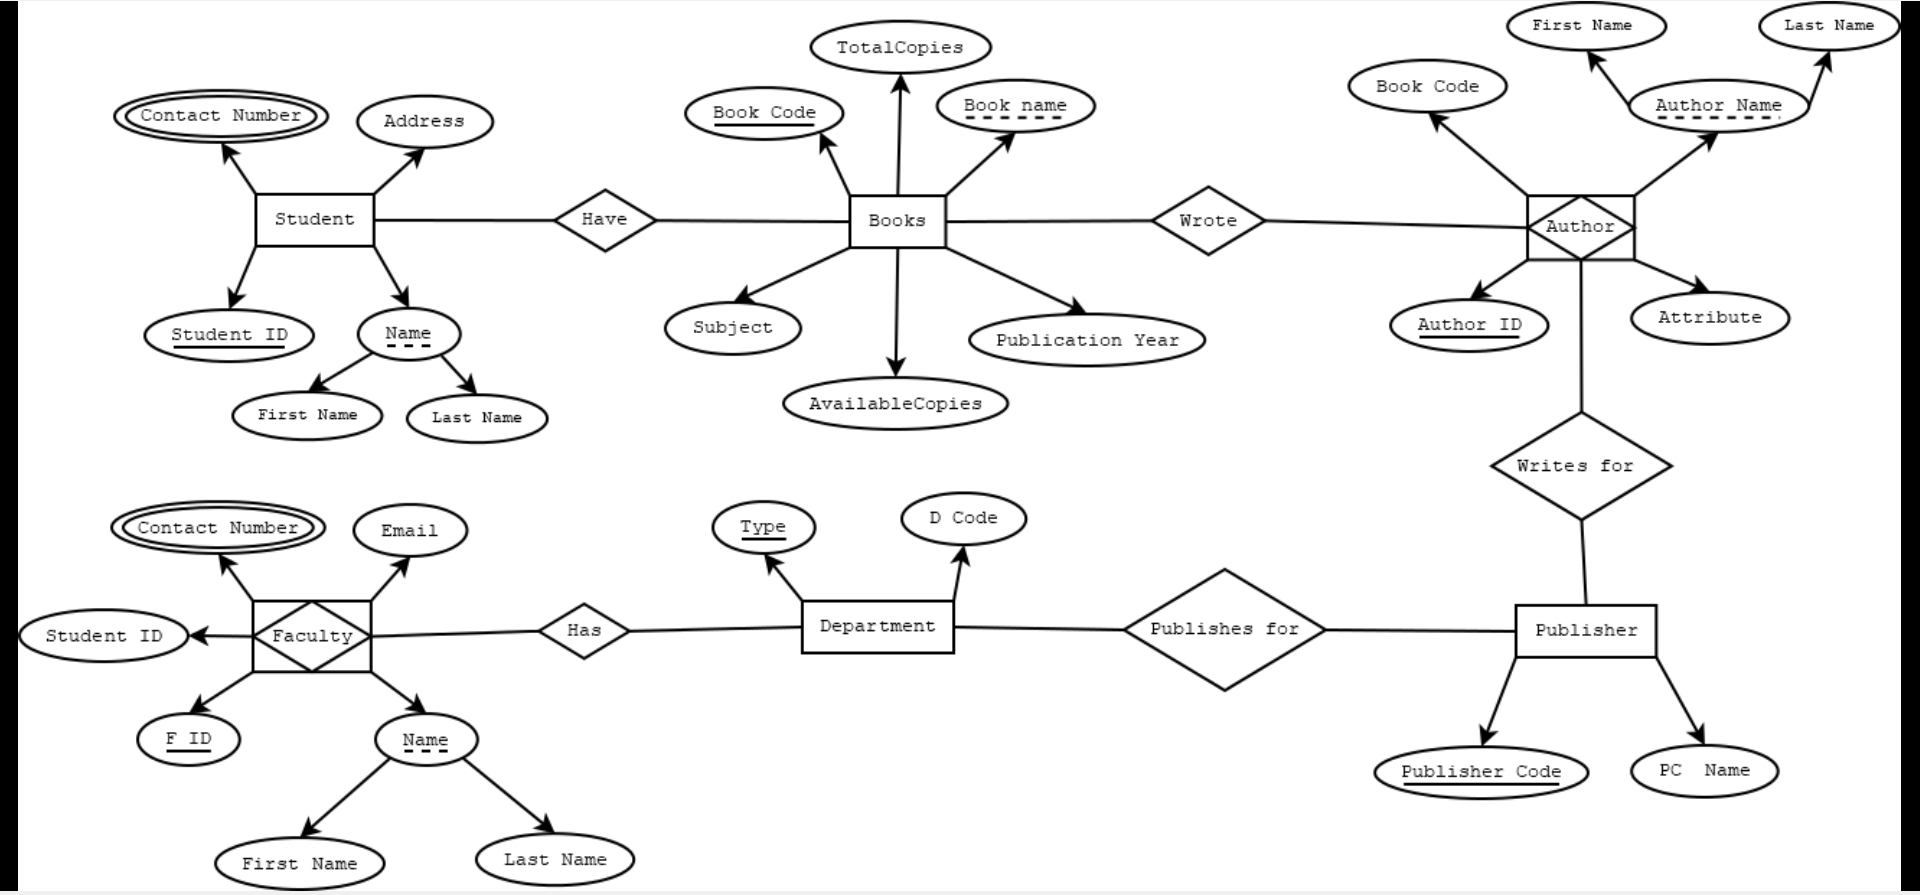 First Name
Last Name
TotalCopies
Book Code
Book name
Book Code
Author Name
Contact Number
Address
Student
Have
Books
Wrote
Author
Student ID
Name
Subject
Publication Year
Author ID
Attribute
First Name
Last Name
AvailableCopies
Writes for
Contact Number
Email
Type
D Code
Student ID
Faculty
Has
Department
Publishes for
Publisher
F ID
Name
Publisher Code
PC Name
First Name
Last Name